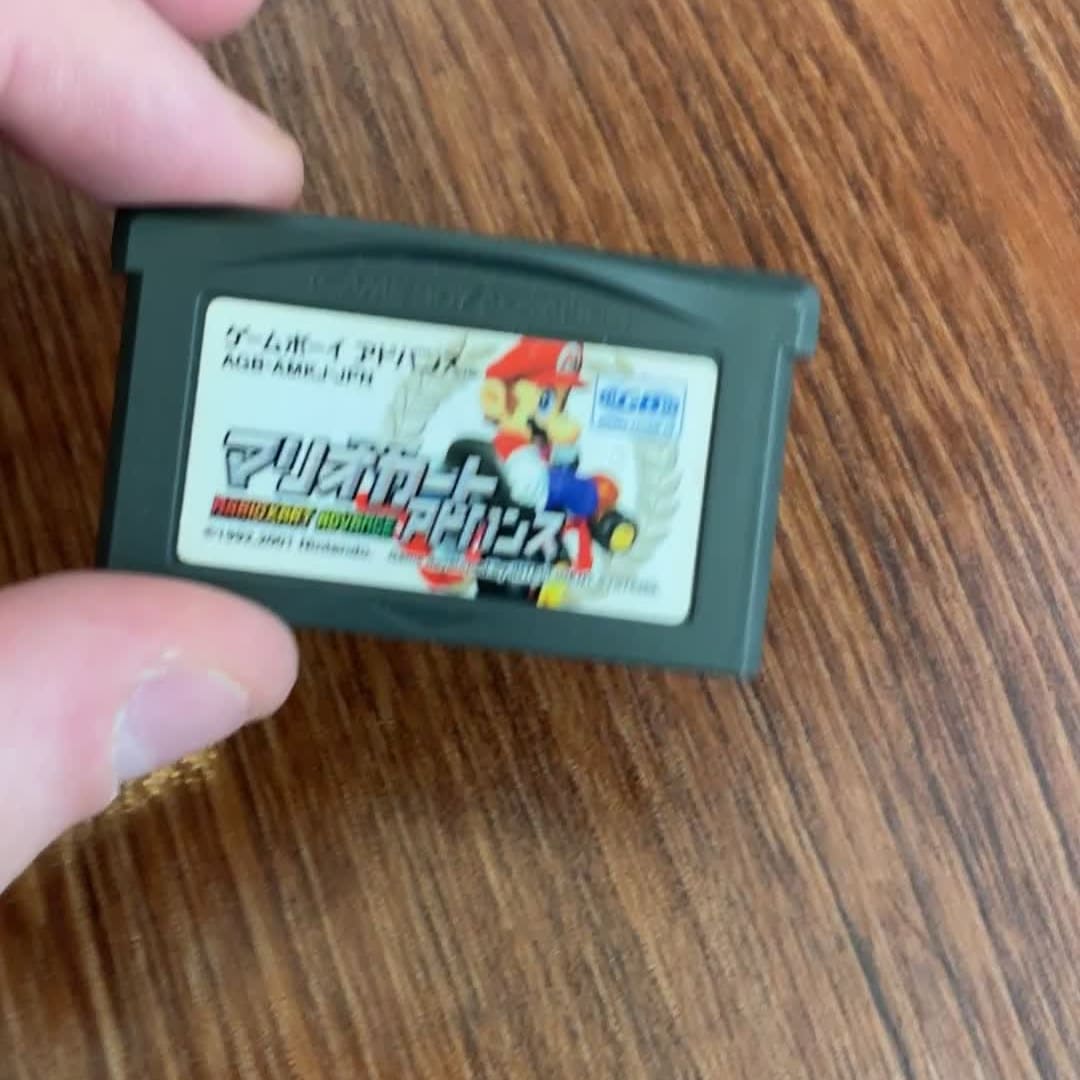 ゲームボーイ アドバンス
AGB-AMKJ-JPN
マリオカート
MARIOKART ADVANCE
アドバンス
©1992,2001 Nintendo